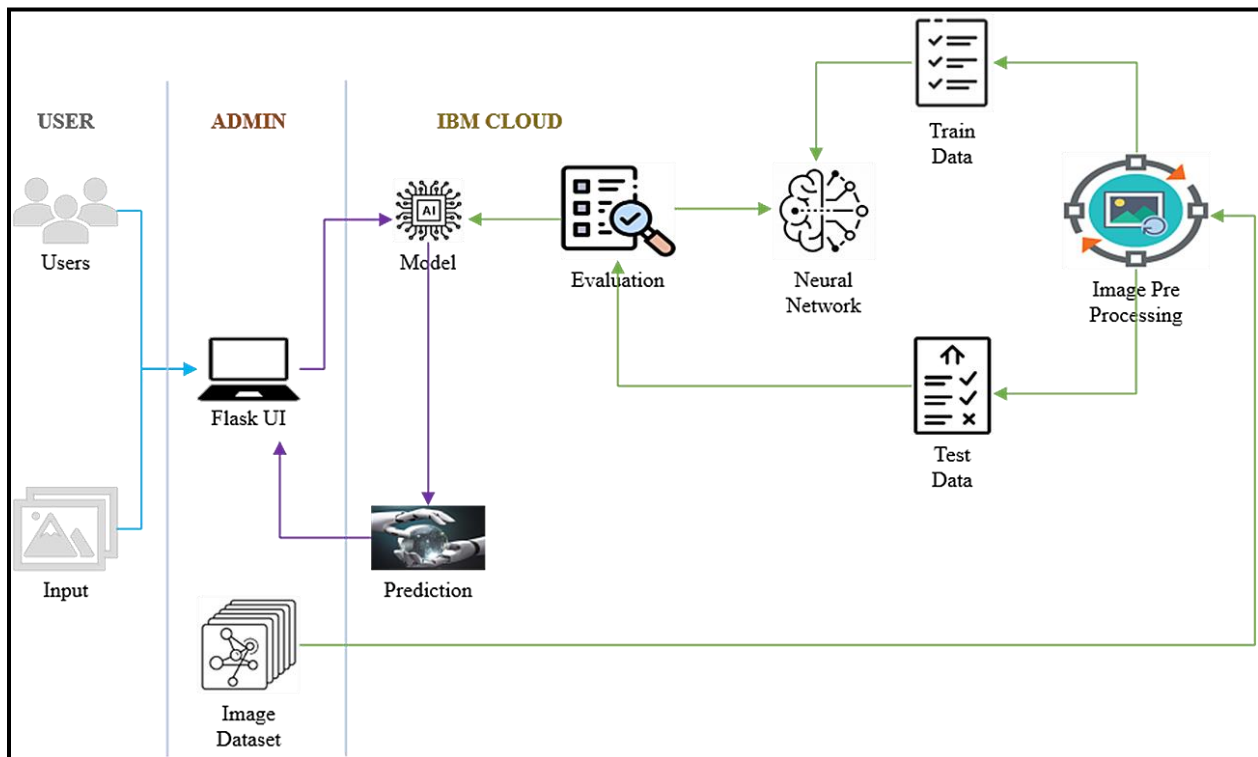 USER
ADMIN
IBM CLOUD
Train
Data
AI
Users
Model
Evaluation
Neural
Network
Image Pre
Processing
Flask UI
Test
Data
Input
Prediction
Image
Dataset